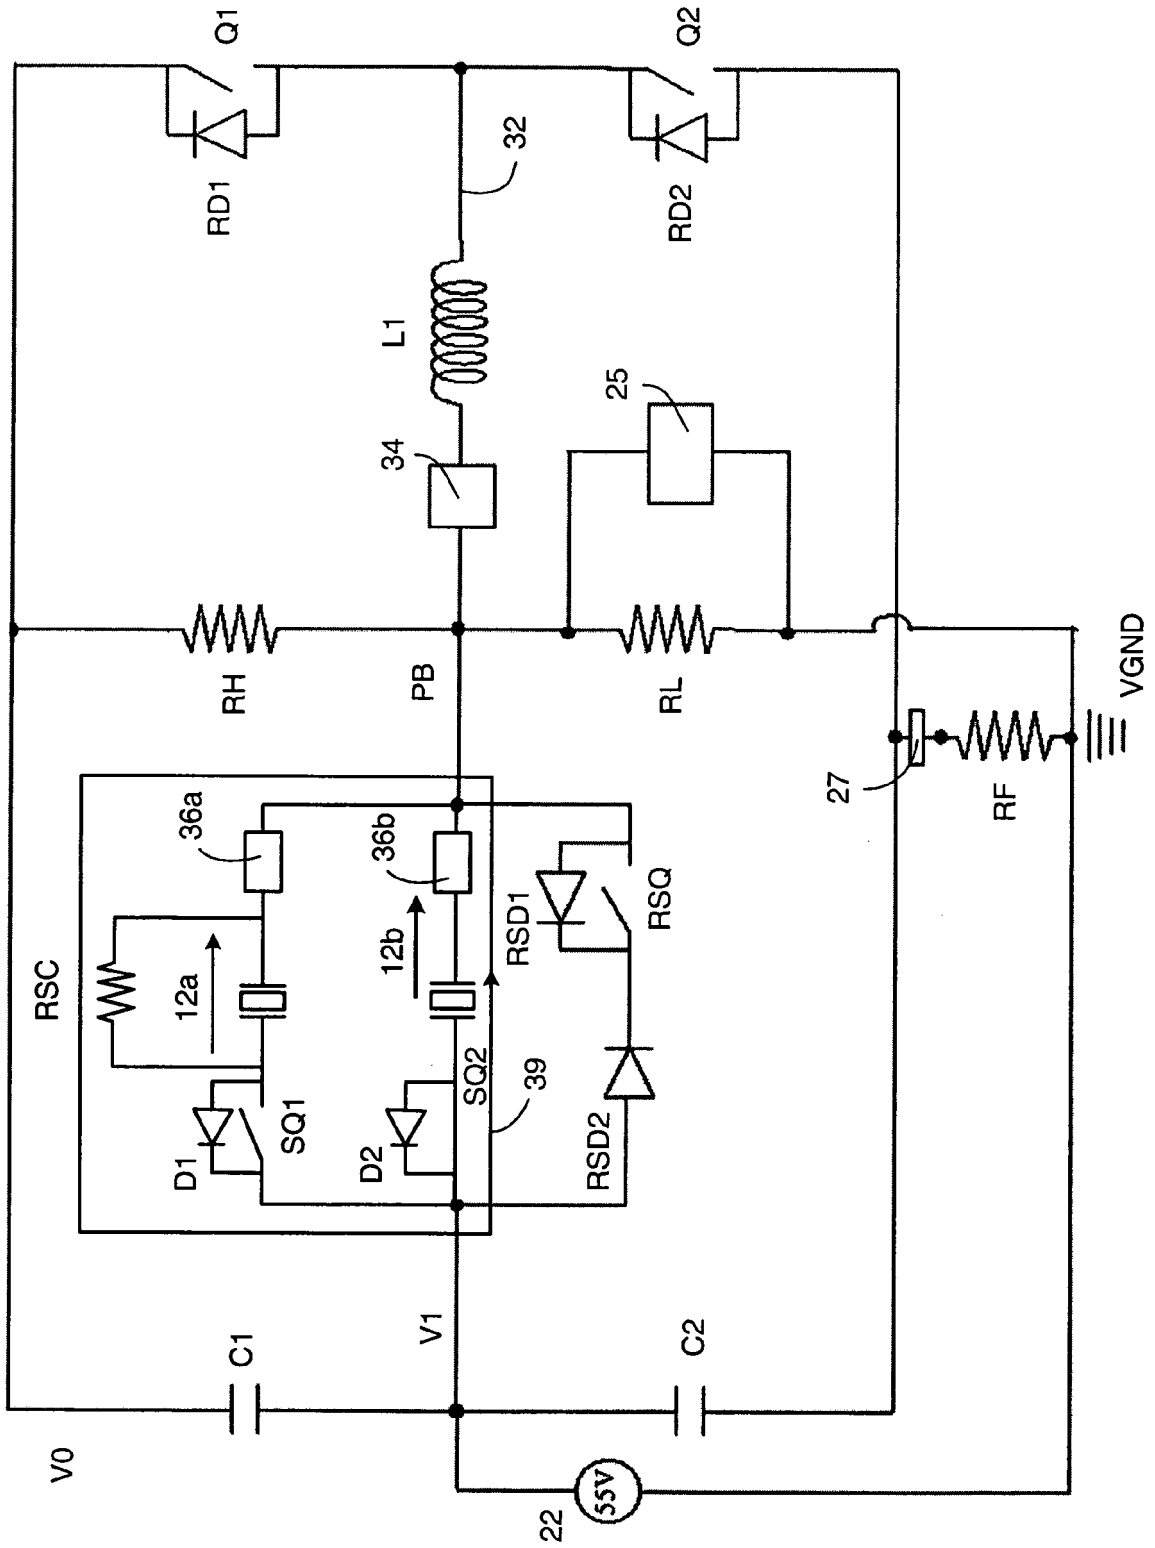 V0
RSC
D1
12a
36a
RH
RD1
Q1
C1
SQ1
D2
12b
36b
34
L1
V1
PB
SQ2
32
RSD1
39
22
55V
RSD2
25
RSQ
RL
RD2
Q2
C2
27
RF
VGND